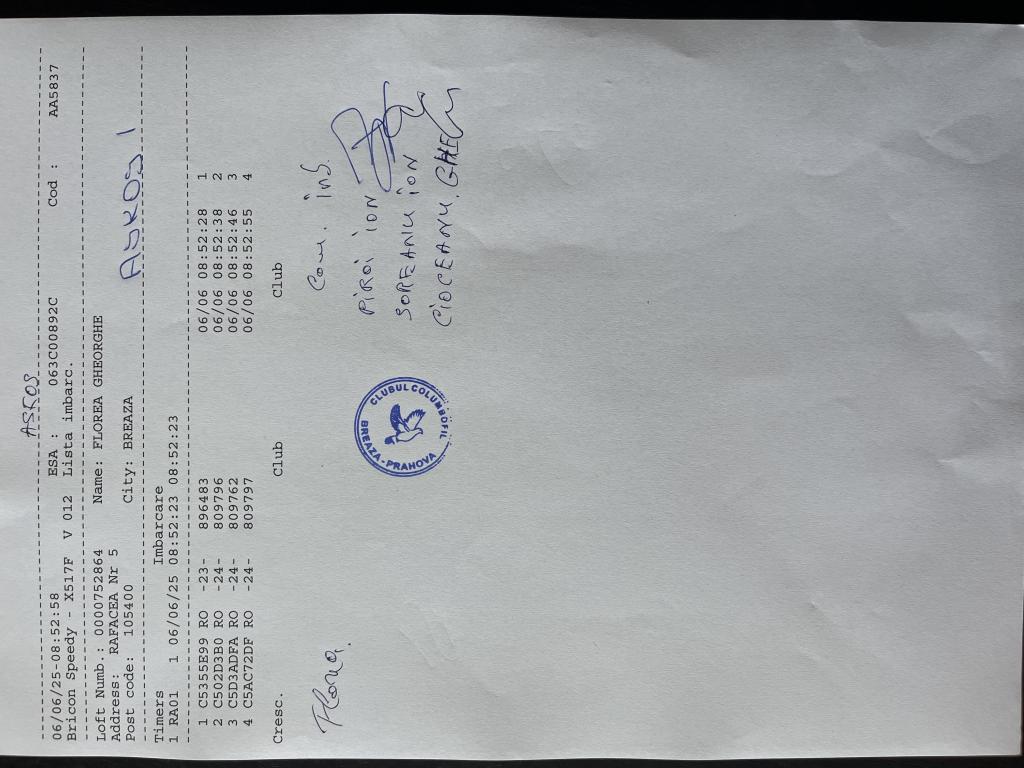 ASKOS
06/06/25-08:52:58 ESA : 063C00892C Cod : AA5837
Bricon Speedy - X517F V 012 Lista imbarc.
Loft Numb.: 0000752864 Name: FLOREA GHEORGHE
Address: RAFACEA Nr 5
Post code: 105400 City: BREAZA
ASKOS 1
Timers Imbarcare
1 RA01 1 06/06/25 08:52:23 08:52:23
1 C5355E99 RO -23- 896483 06/06 08:52:28 1
2 C502D3B0 RO -24- 809796 06/06 08:52:38 2
3 C5D3ADFA RO -24- 809762 06/06 08:52:46 3
4 C5AC72DF RO -24- 809797 06/06 08:52:55 4
Cresc. Club Club
Com. inb.
PIROI ION
SOREANU ION
CIOCEANU GHE
CLUBUL COLUMBOFIL
BREAZA-PRAHOVA